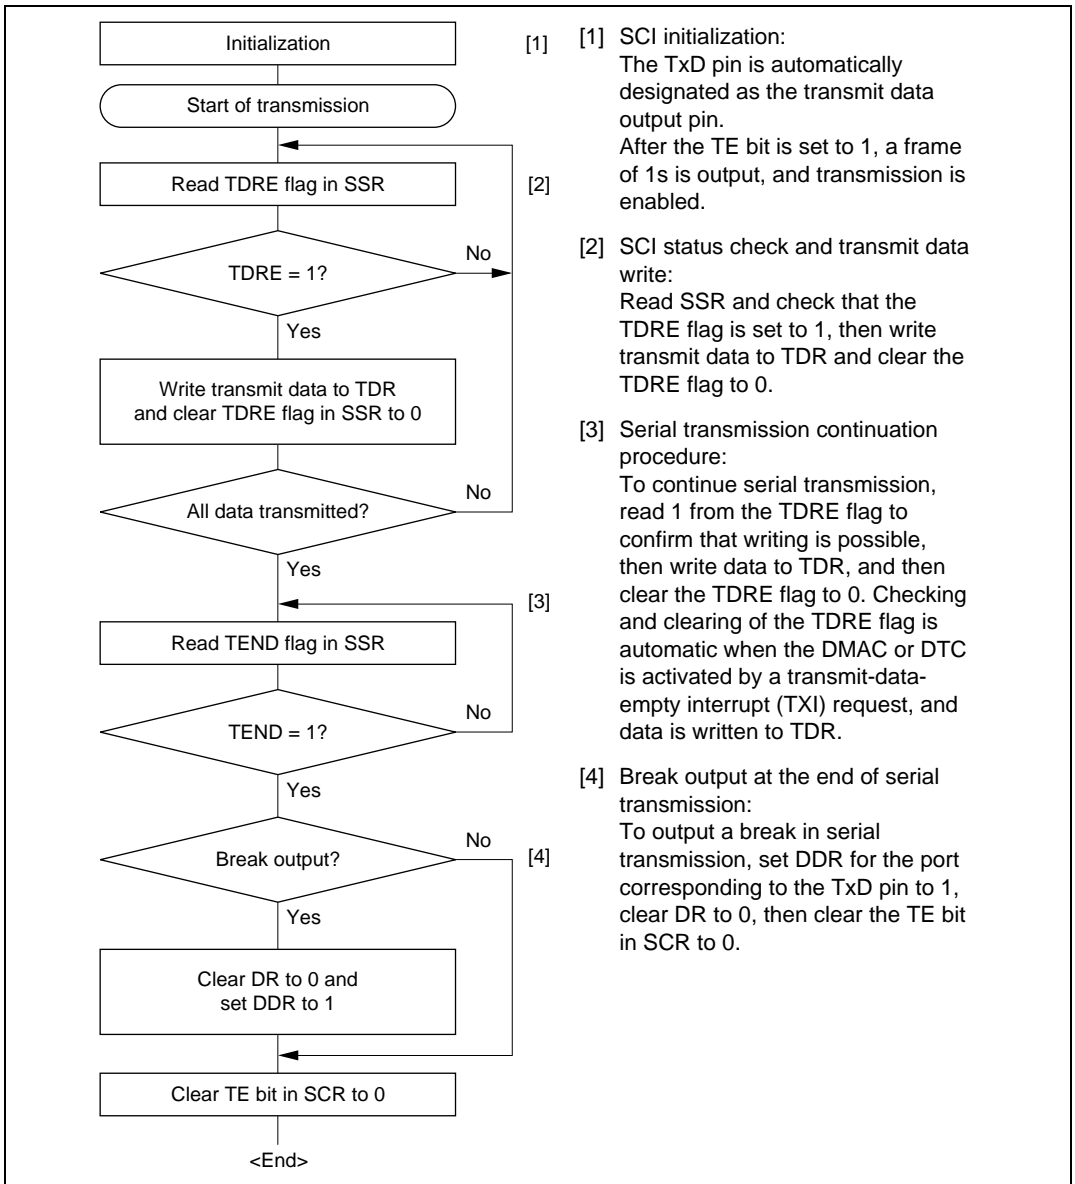 Initialization
[1]
Start of transmission
Read TDRE flag in SSR
[2]
TDRE = 1?
No
Yes
Write transmit data to TDR
and clear TDRE flag in SSR to 0
All data transmitted?
No
Yes
[3]
Read TEND flag in SSR
TEND = 1?
No
Yes
Break output?
No
[4]
Yes
Clear DR to 0 and
set DDR to 1
Clear TE bit in SCR to 0
<End>
[1] SCI initialization:
The TxD pin is automatically
designated as the transmit data
output pin.
After the TE bit is set to 1, a frame
of 1s is output, and transmission is
enabled.
[2] SCI status check and transmit data
write:
Read SSR and check that the
TDRE flag is set to 1, then write
transmit data to TDR and clear the
TDRE flag to 0.
[3] Serial transmission continuation
procedure:
To continue serial transmission,
read 1 from the TDRE flag to
confirm that writing is possible,
then write data to TDR, and then
clear the TDRE flag to 0. Checking
and clearing of the TDRE flag is
automatic when the DMAC or DTC
is activated by a transmit-data-
empty interrupt (TXI) request, and
data is written to TDR.
[4] Break output at the end of serial
transmission:
To output a break in serial
transmission, set DDR for the port
corresponding to the TxD pin to 1,
clear DR to 0, then clear the TE bit
in SCR to 0.